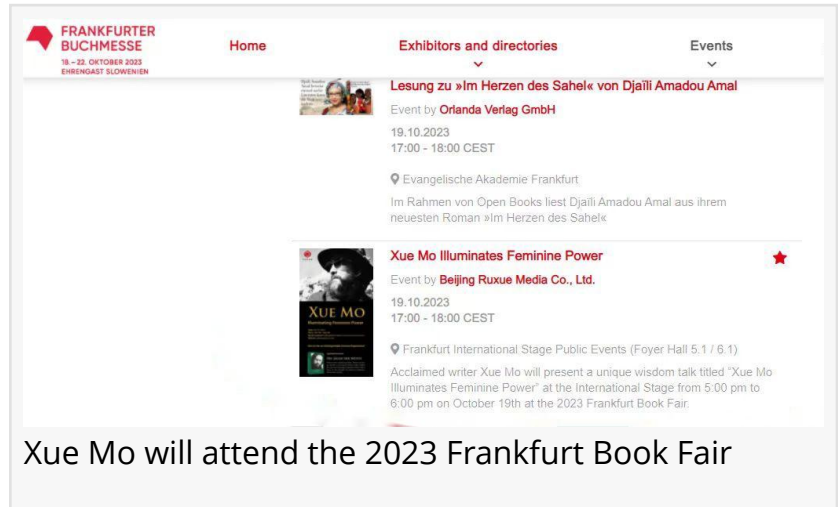 FRANKFURTER
BUCHMESSE
18.–22. OKTOBER 2023
EHRENGAST SLOWENIEN
Home
Exhibitors and directories
Events
Lesung zu »Im Herzen des Sahel« von Djaïli Amadou Amal
Event by Orlanda Verlag GmbH
19.10.2023
17:00 - 18:00 CEST
Evangelische Akademie Frankfurt
Im Rahmen von Open Books liest Djaïli Amadou Amal aus ihrem
neuesten Roman »Im Herzen des Sahel«
XUE MO
Xue Mo Illuminates Feminine Power
Event by Beijing Ruxue Media Co., Ltd.
19.10.2023
17:00 - 18:00 CEST
Frankfurt International Stage Public Events (Foyer Hall 5.1 / 6.1)
Acclaimed writer Xue Mo will present a unique wisdom talk titled "Xue Mo
Illuminates Feminine Power" at the International Stage from 5:00 pm to
6:00 pm on October 19th at the 2023 Frankfurt Book Fair.
Xue Mo will attend the 2023 Frankfurt Book Fair